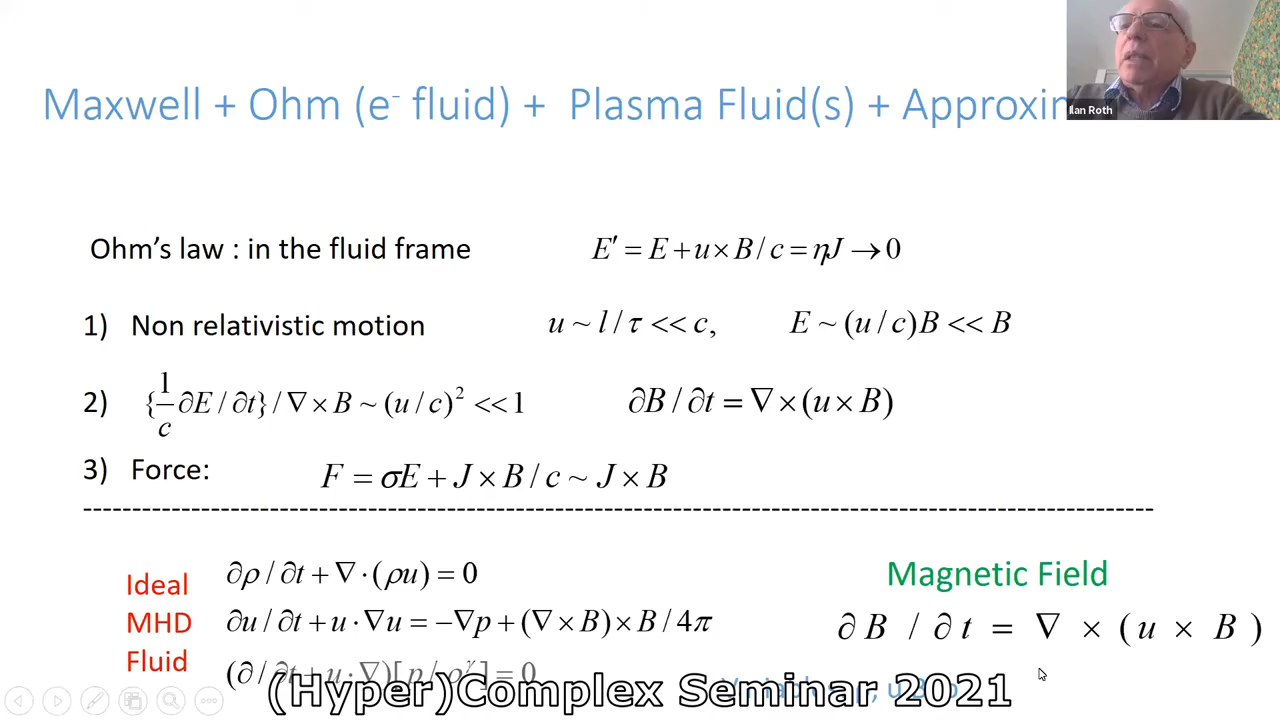 Maxwell + Ohm (e⁻ fluid) + Plasma Fluid(s) + Approxim
Ilan Roth
Ohm's law : in the fluid frame E′ = E + u × B / c = ηJ → 0
1) Non relativistic motion u ~ l / τ << c, E ~ (u / c)B << B
2) {1/c ∂E / ∂t} / ∇ × B ~ (u / c)² << 1 ∂B / ∂t = ∇ × (u × B)
3) Force: F = σE + J × B / c ~ J × B
Ideal MHD Fluid
∂ρ / ∂t + ∇ · (ρu) = 0
∂u / ∂t + u · ∇u = −∇p + (∇ × B) × B / 4π
(∂ / ∂t + u · ∇)[p / ρ^γ] = 0
Magnetic Field
∂ B / ∂ t = ∇ × ( u × B )
(Hyper)Complex Seminar 2021